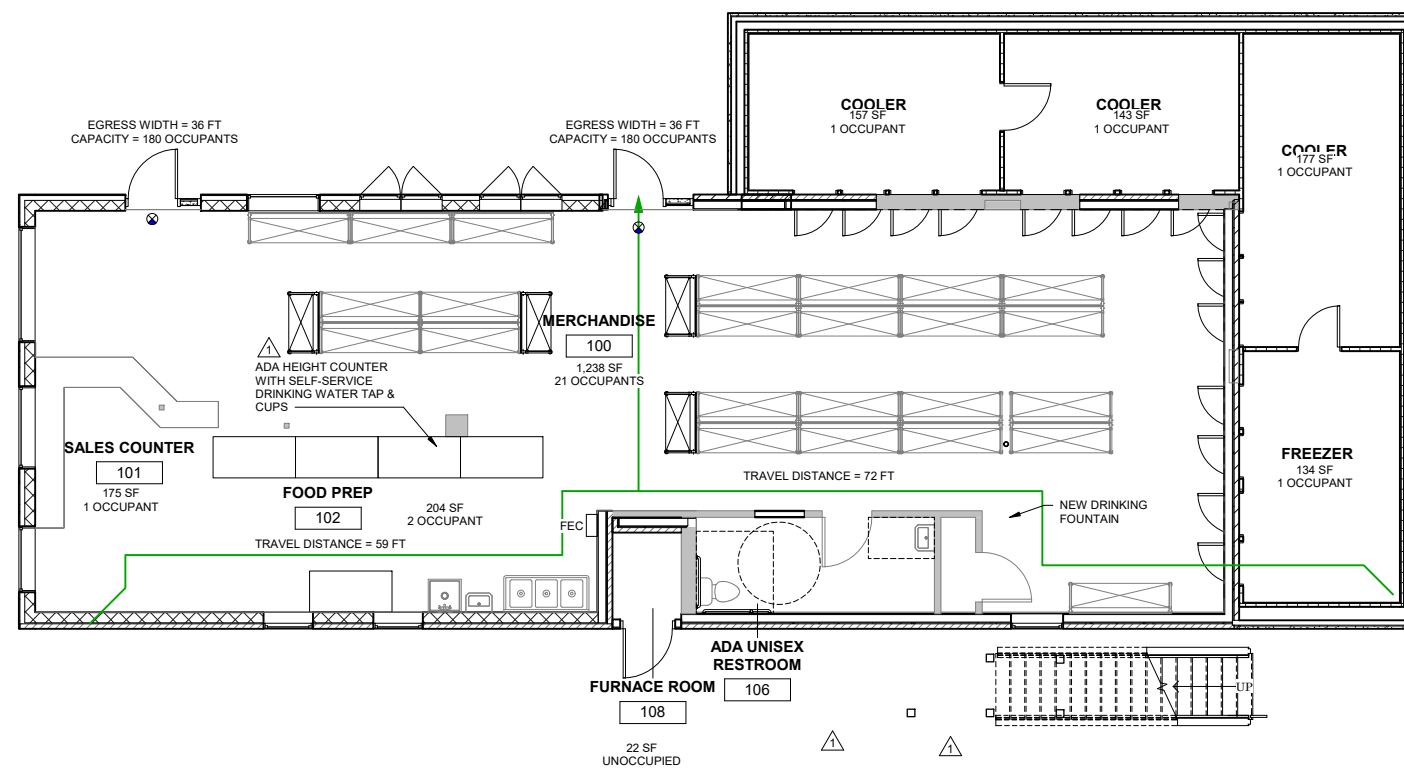 EGRESS WIDTH = 36 FT
CAPACITY = 180 OCCUPANTS
EGRESS WIDTH = 36 FT
CAPACITY = 180 OCCUPANTS
COOLER
157 SF
1 OCCUPANT
COOLER
143 SF
1 OCCUPANT
COOLER
177 SF
1 OCCUPANT
MERCHANDISE
100
1,238 SF
21 OCCUPANTS
1
ADA HEIGHT COUNTER
WITH SELF-SERVICE
DRINKING WATER TAP &
CUPS
SALES COUNTER
101
175 SF
1 OCCUPANT
FOOD PREP
102
204 SF
2 OCCUPANT
FEC
TRAVEL DISTANCE = 59 FT
TRAVEL DISTANCE = 72 FT
NEW DRINKING
FOUNTAIN
FREEZER
134 SF
1 OCCUPANT
ADA UNISEX
RESTROOM
106
FURNACE ROOM
108
22 SF
UNOCCUPIED
UP
1
1